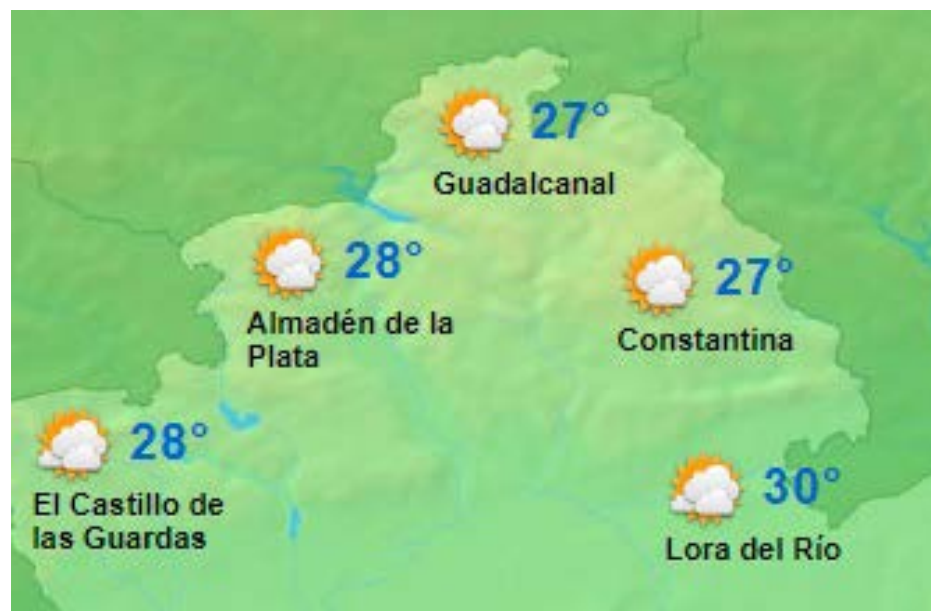 27°
Guadalcanal
28°
Almadén de la
Plata
27°
Constantina
28°
El Castillo de
las Guardas
30°
Lora del Río